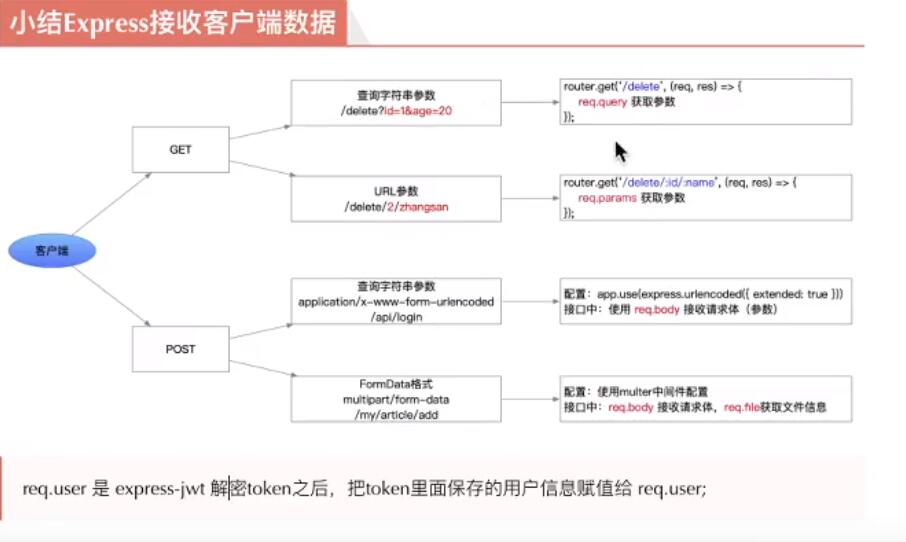 小结Express接收客户端数据
客户端
GET
查询字符串参数
/delete?id=1&age=20
router.get('/delete', (req, res) => {
req.query 获取参数
});
URL参数
/delete/2/zhangsan
router.get('/delete/:id/:name', (req, res) => {
req.params 获取参数
});
POST
查询字符串参数
application/x-www-form-urlencoded
/api/login
配置：app.use(express.urlencoded({ extended: true }))
接口中：使用 req.body 接收请求体（参数）
FormData格式
multipart/form-data
/my/article/add
配置：使用multer中间件配置
接口中：req.body 接收请求体，req.file获取文件信息
req.user 是 express-jwt 解密token之后，把token里面保存的用户信息赋值给 req.user;